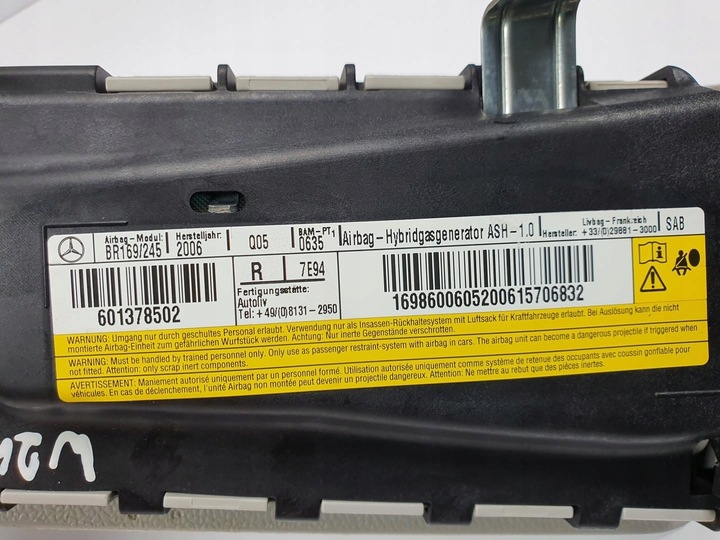 Airbag-Modul:
BR169/245
Herstelljahr:
2006
Q05
BAM-PT1
0635
Airbag-Hybridgasgenerator ASH-1.0
Livbag-Frankreich
Hersteller: +33/(0)29881-3000
SAB
601378502
R
7E94
Fertigungsstätte:
Autoliv
Tel: +49/(0)8131-2950
1698600605200615706832
WARNUNG: Umgang nur durch geschultes Personal erlaubt. Verwendung nur als Insassen-Rückhaltesystem mit Luftsack für Kraftfahrzeuge erlaubt. Bei Auslösung kann die nicht
montierte Airbag-Einheit zum gefährlichen Wurfstück werden. Achtung: Nur inerte Gegenstände verschrotten.
WARNING: Must be handled by trained personnel only. Only use as passenger restraint-system with airbag in cars. The airbag unit can become a dangerous projectile if triggered when
not fitted. Attention: only scrap inert components.
AVERTISSEMENT: Maniement autorisé uniquement par un personnel formé. Utilisation autorisée uniquement comme système de retenue des occupants avec coussin gonflable pour
véhicules. En cas de déclenchement, l'unité Airbag non montée peut devenir un projectile dangereux. Attention: Ne mettre au rebut que des pièces inertes.